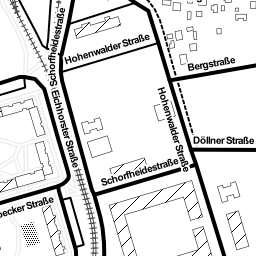 Schorfheidestraße
Hohenwalder Straße
Bergstraße
Eichhorster Straße
Hohenwalder Straße
Döllner Straße
Schorfheidestraße
becker Straße